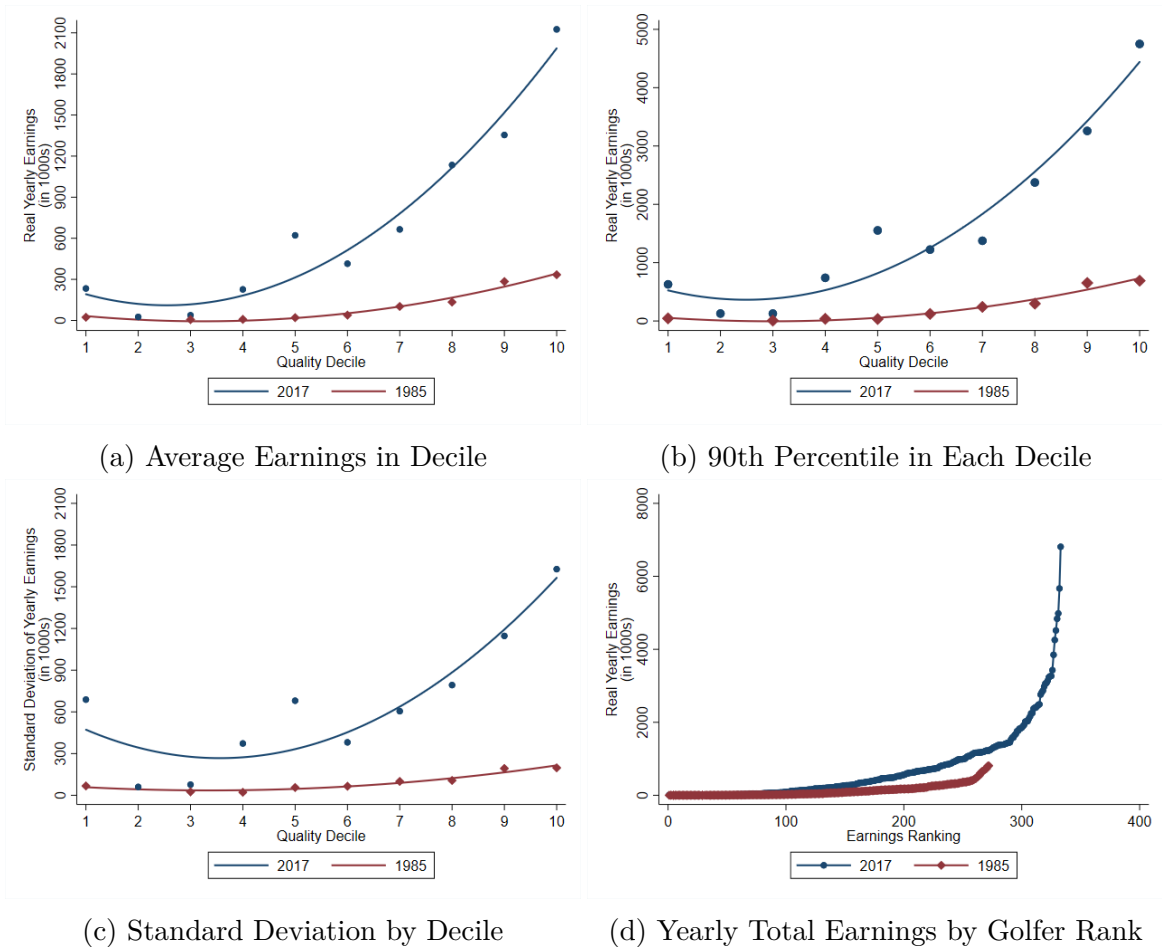 Real Yearly Earnings
(in 1000s)
0 300 600 900 1200 1500 1800 2100
1 2 3 4 5 6 7 8 9 10
Quality Decile
2017 1985
(a) Average Earnings in Decile
Real Yearly Earnings
(in 1000s)
0 1000 2000 3000 4000 5000
1 2 3 4 5 6 7 8 9 10
Quality Decile
2017 1985
(b) 90th Percentile in Each Decile
Standard Deviation of Yearly Earnings
(in 1000s)
0 300 600 900 1200 1500 1800 2100
1 2 3 4 5 6 7 8 9 10
Quality Decile
2017 1985
(c) Standard Deviation by Decile
Real Yearly Earnings
(in 1000s)
0 2000 4000 6000 8000
0 100 200 300 400
Earnings Ranking
2017 1985
(d) Yearly Total Earnings by Golfer Rank